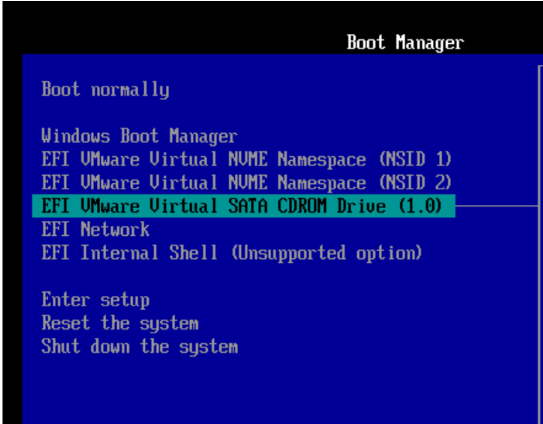 Boot Manager
Boot normally
Windows Boot Manager
EFI VMware Virtual NVME Namespace (NSID 1)
EFI VMware Virtual NVME Namespace (NSID 2)
EFI VMware Virtual SATA CDROM Drive (1.0)
EFI Network
EFI Internal Shell (Unsupported option)
Enter setup
Reset the system
Shut down the system